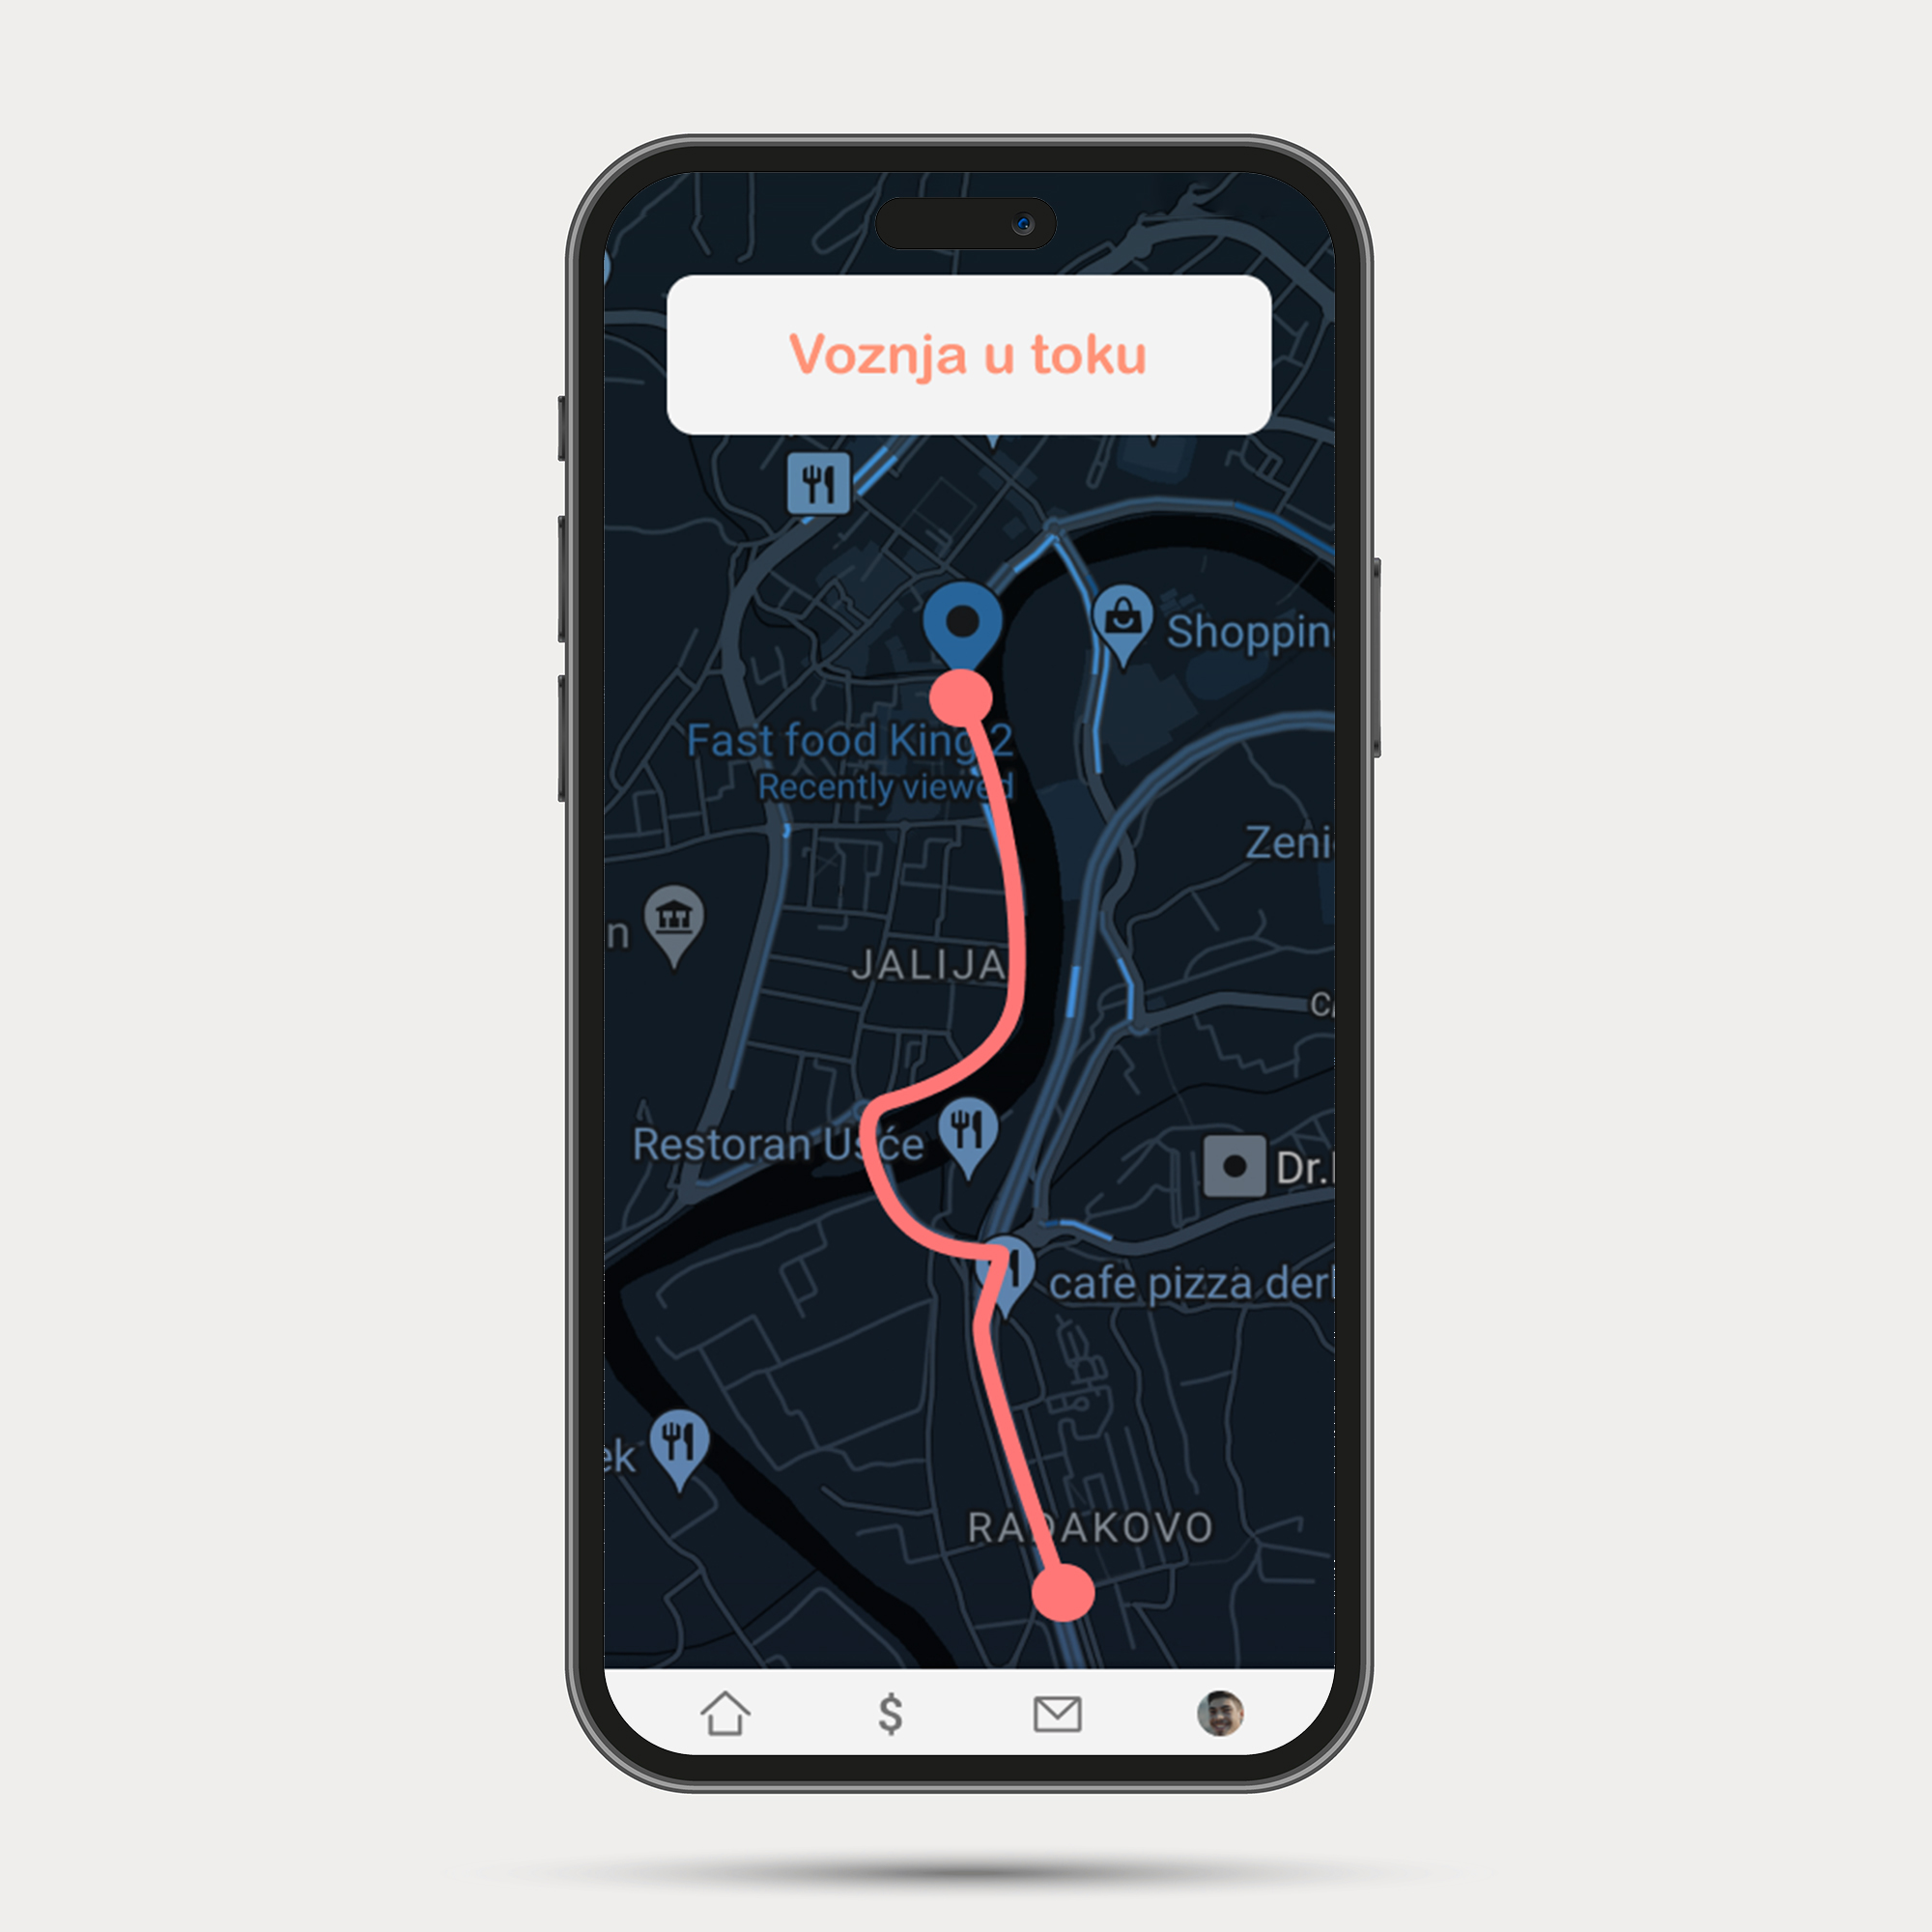 Voznja u toku
Shoppin
Fast food King 2
Recently viewed
Zeni
n
JALIJA
Restoran Ušće
Dr.
cafe pizza der
ek
RADAKOVO
$